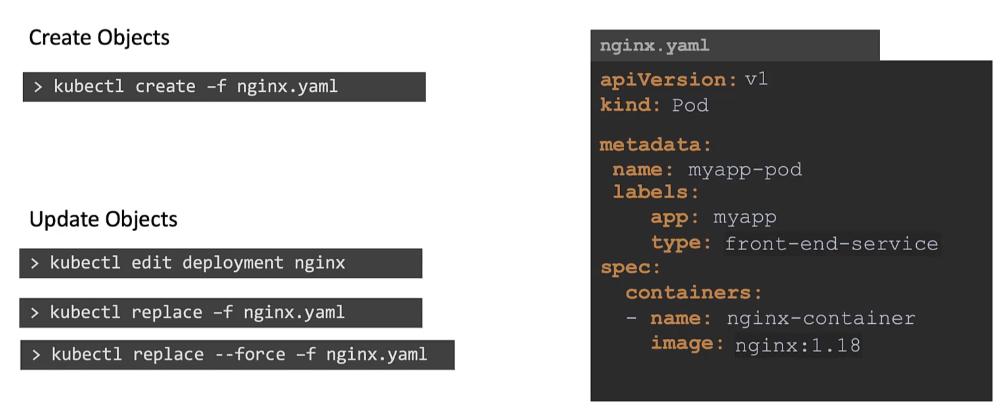 Create Objects
> kubectl create –f nginx.yaml
Update Objects
> kubectl edit deployment nginx
> kubectl replace –f nginx.yaml
> kubectl replace --force –f nginx.yaml
nginx.yaml
apiVersion: v1
kind: Pod
metadata:
name: myapp-pod
labels:
app: myapp
type: front-end-service
spec:
containers:
- name: nginx-container
image: nginx:1.18